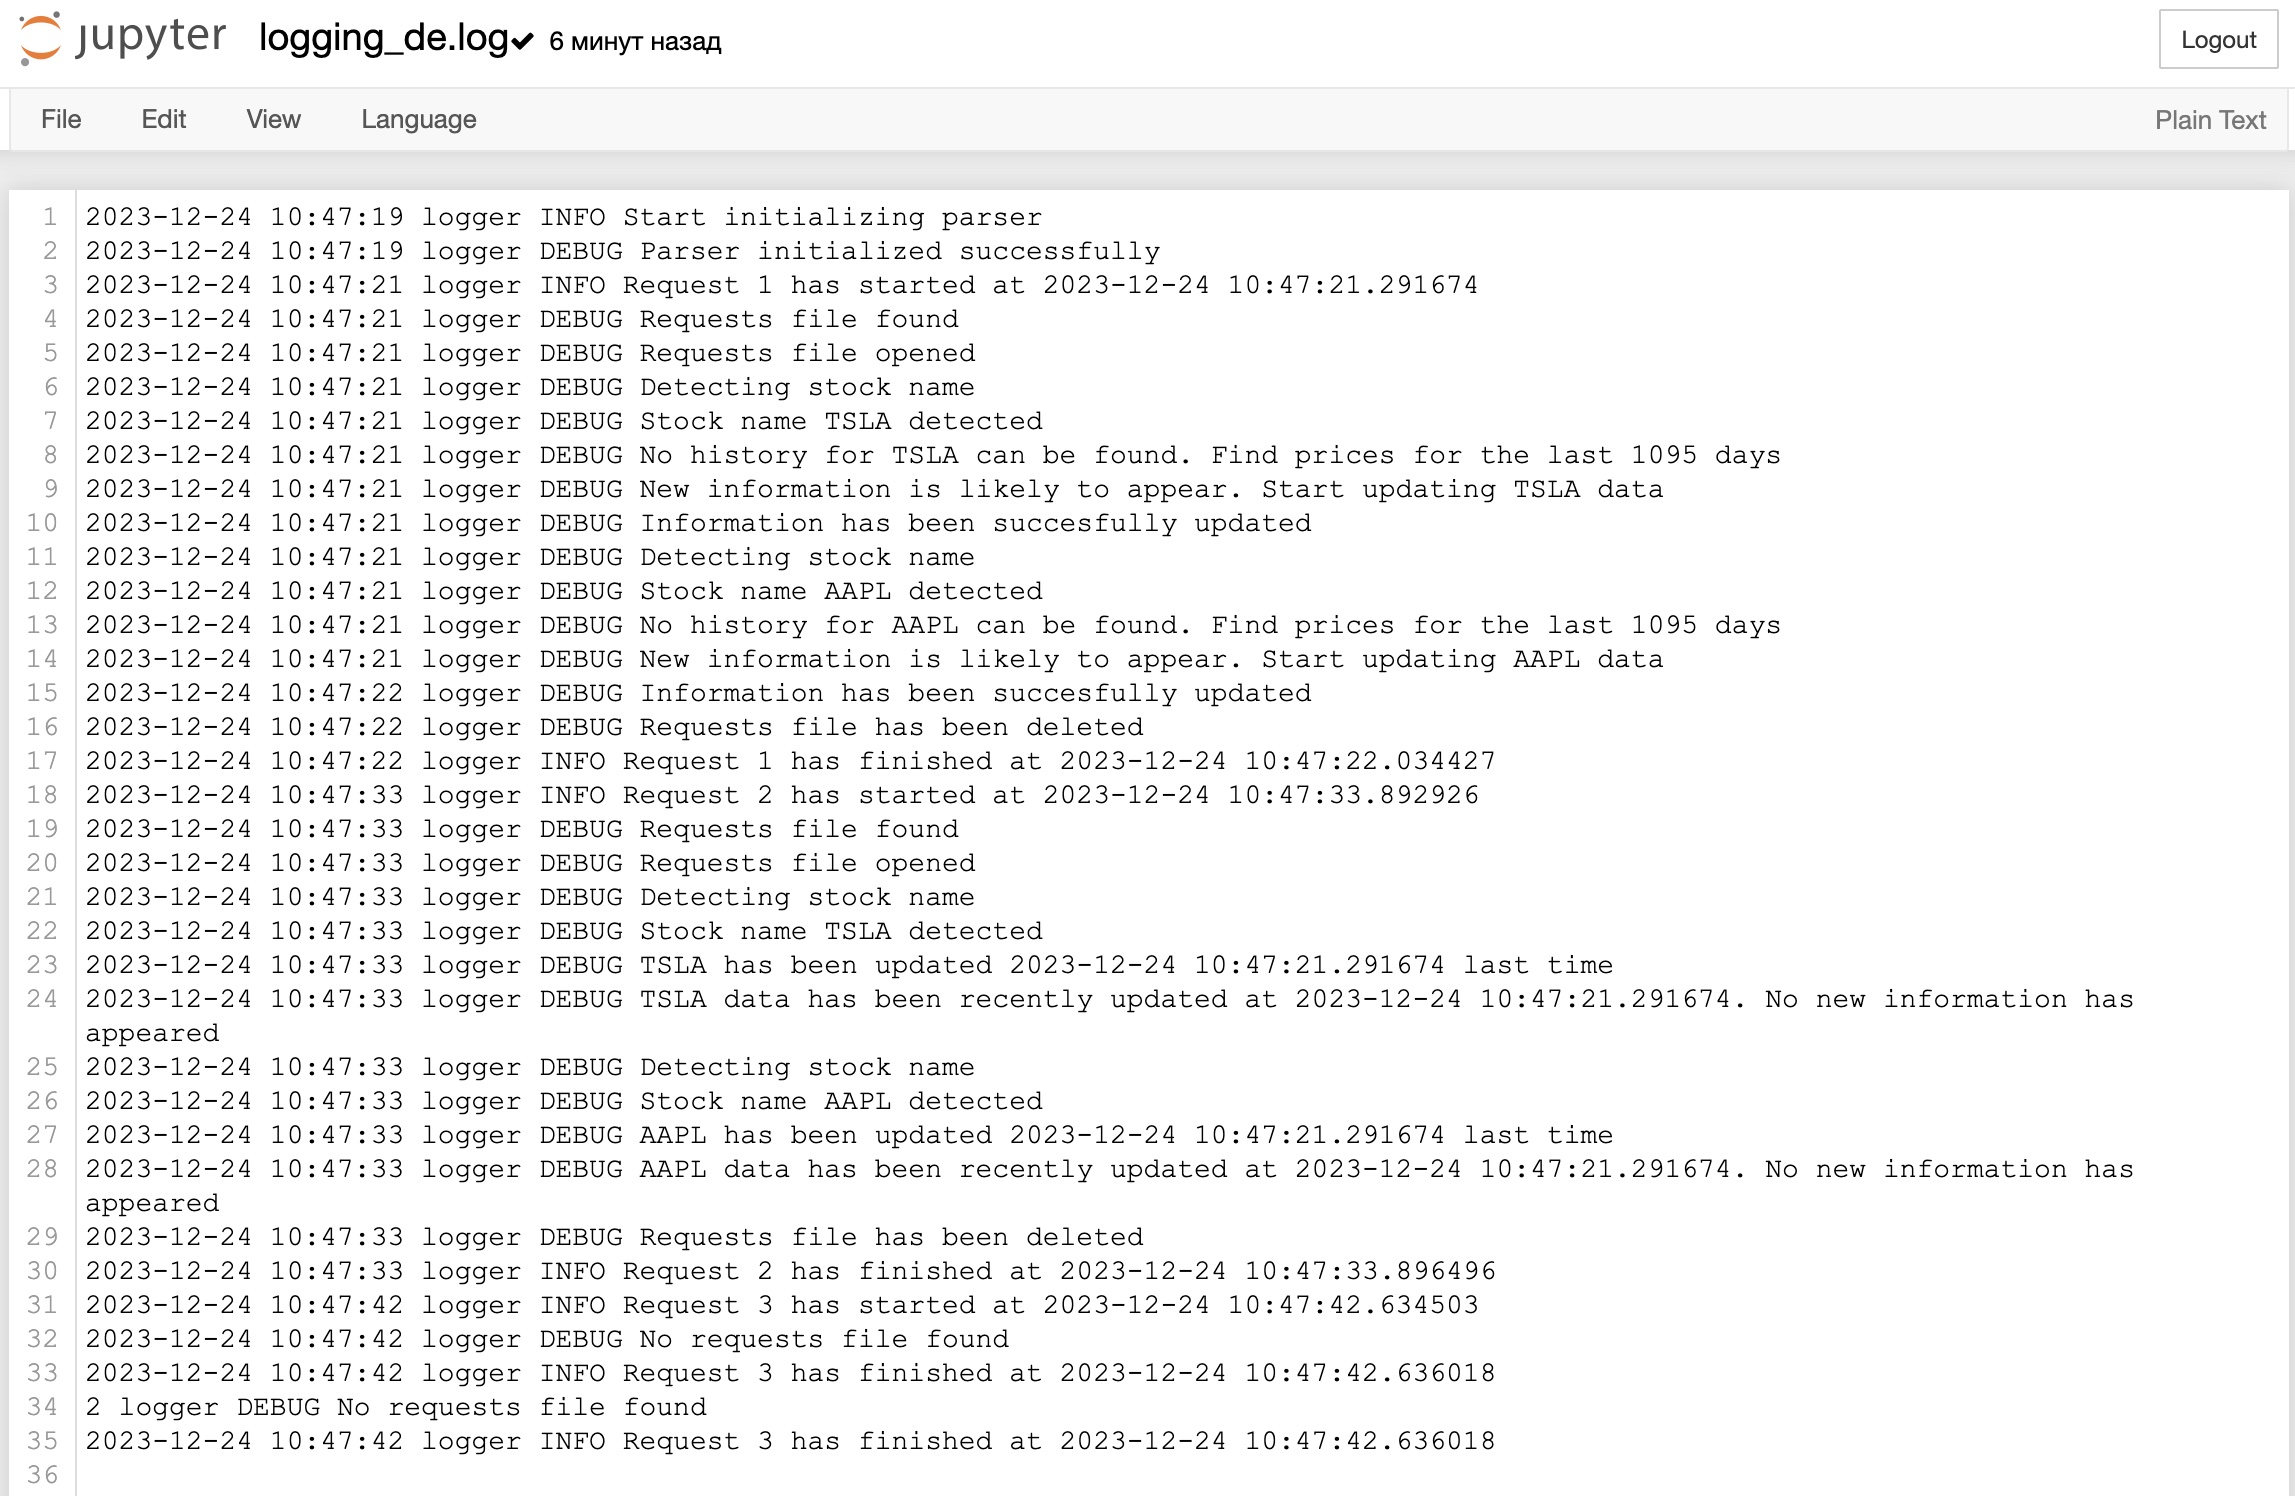 jupyter logging_de.log 6 минут назад Logout
File Edit View Language Plain Text
1 2023-12-24 10:47:19 logger INFO Start initializing parser
2 2023-12-24 10:47:19 logger DEBUG Parser initialized successfully
3 2023-12-24 10:47:21 logger INFO Request 1 has started at 2023-12-24 10:47:21.291674
4 2023-12-24 10:47:21 logger DEBUG Requests file found
5 2023-12-24 10:47:21 logger DEBUG Requests file opened
6 2023-12-24 10:47:21 logger DEBUG Detecting stock name
7 2023-12-24 10:47:21 logger DEBUG Stock name TSLA detected
8 2023-12-24 10:47:21 logger DEBUG No history for TSLA can be found. Find prices for the last 1095 days
9 2023-12-24 10:47:21 logger DEBUG New information is likely to appear. Start updating TSLA data
10 2023-12-24 10:47:21 logger DEBUG Information has been succesfully updated
11 2023-12-24 10:47:21 logger DEBUG Detecting stock name
12 2023-12-24 10:47:21 logger DEBUG Stock name AAPL detected
13 2023-12-24 10:47:21 logger DEBUG No history for AAPL can be found. Find prices for the last 1095 days
14 2023-12-24 10:47:21 logger DEBUG New information is likely to appear. Start updating AAPL data
15 2023-12-24 10:47:22 logger DEBUG Information has been succesfully updated
16 2023-12-24 10:47:22 logger DEBUG Requests file has been deleted
17 2023-12-24 10:47:22 logger INFO Request 1 has finished at 2023-12-24 10:47:22.034427
18 2023-12-24 10:47:33 logger INFO Request 2 has started at 2023-12-24 10:47:33.892926
19 2023-12-24 10:47:33 logger DEBUG Requests file found
20 2023-12-24 10:47:33 logger DEBUG Requests file opened
21 2023-12-24 10:47:33 logger DEBUG Detecting stock name
22 2023-12-24 10:47:33 logger DEBUG Stock name TSLA detected
23 2023-12-24 10:47:33 logger DEBUG TSLA has been updated 2023-12-24 10:47:21.291674 last time
24 2023-12-24 10:47:33 logger DEBUG TSLA data has been recently updated at 2023-12-24 10:47:21.291674. No new information has
appeared
25 2023-12-24 10:47:33 logger DEBUG Detecting stock name
26 2023-12-24 10:47:33 logger DEBUG Stock name AAPL detected
27 2023-12-24 10:47:33 logger DEBUG AAPL has been updated 2023-12-24 10:47:21.291674 last time
28 2023-12-24 10:47:33 logger DEBUG AAPL data has been recently updated at 2023-12-24 10:47:21.291674. No new information has
appeared
29 2023-12-24 10:47:33 logger DEBUG Requests file has been deleted
30 2023-12-24 10:47:33 logger INFO Request 2 has finished at 2023-12-24 10:47:33.896496
31 2023-12-24 10:47:42 logger INFO Request 3 has started at 2023-12-24 10:47:42.634503
32 2023-12-24 10:47:42 logger DEBUG No requests file found
33 2023-12-24 10:47:42 logger INFO Request 3 has finished at 2023-12-24 10:47:42.636018
34 2 logger DEBUG No requests file found
35 2023-12-24 10:47:42 logger INFO Request 3 has finished at 2023-12-24 10:47:42.636018
36